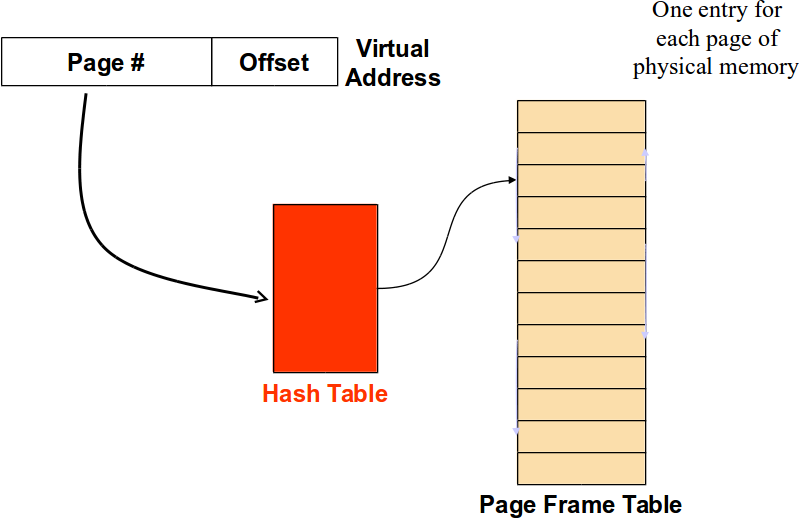 One entry for
each page of
physical memory
Page #
Offset
Virtual
Address
Hash Table
Page Frame Table